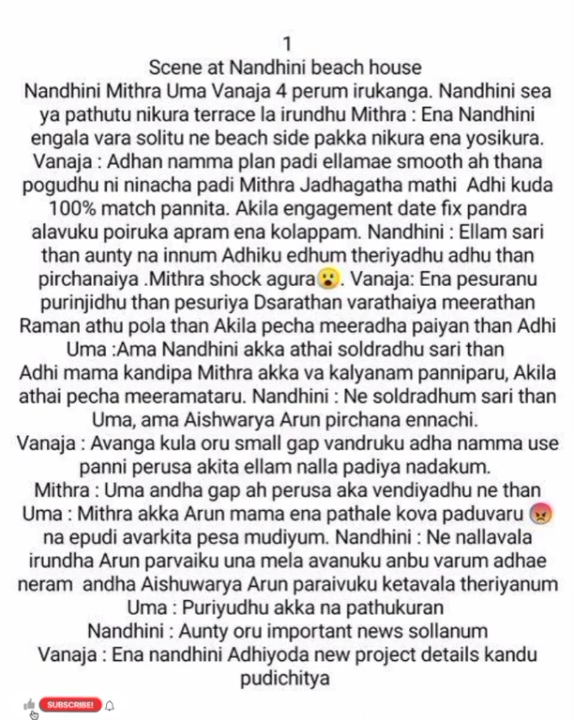 1
Scene at Nandhini beach house
Nandhini Mithra Uma Vanaja 4 perum irukanga. Nandhini sea
ya pathutu nikura terrace la irundhu Mithra : Ena Nandhini
engala vara solitu ne beach side pakka nikura ena yosikura.
Vanaja : Adhan namma plan padi ellamae smooth ah thana
pogudhu ni ninacha padi Mithra Jadhagatha mathi Adhi kuda
100% match pannita. Akila engagement date fix pandra
alavuku poiruka apram ena kolappam. Nandhini : Ellam sari
than aunty na innum Adhiku edhum theriyadhu adhu than
pirchanaiya .Mithra shock agura😮. Vanaja: Ena pesuranu
purinjidhu than pesuriya Dsarathan varathaiya meerathan
Raman athu pola than Akila pecha meeradha paiyan than Adhi
Uma :Ama Nandhini akka athai soldradhu sari than
Adhi mama kandipa Mithra akka va kalyanam panniparu, Akila
athai pecha meeramataru. Nandhini : Ne soldradhum sari than
Uma, ama Aishwarya Arun pirchana ennachi.
Vanaja : Avanga kula oru small gap vandruku adha namma use
panni perusa akita ellam nalla padiya nadakum.
Mithra : Uma andha gap ah perusa aka vendiyadhu ne than
Uma : Mithra akka Arun mama ena pathale kova paduvaru 😡
na epudi avarkita pesa mudiyum. Nandhini : Ne nallavala
irundha Arun parvaiku una mela avanuku anbu varum adhae
neram andha Aishuwarya Arun paraivuku ketavala theriyanum
Uma : Puriyudhu akka na pathukuran
Nandhini : Aunty oru important news sollanum
Vanaja : Ena nandhini Adhiyoda new project details kandu
pudichitya
SUBSCRIBE!